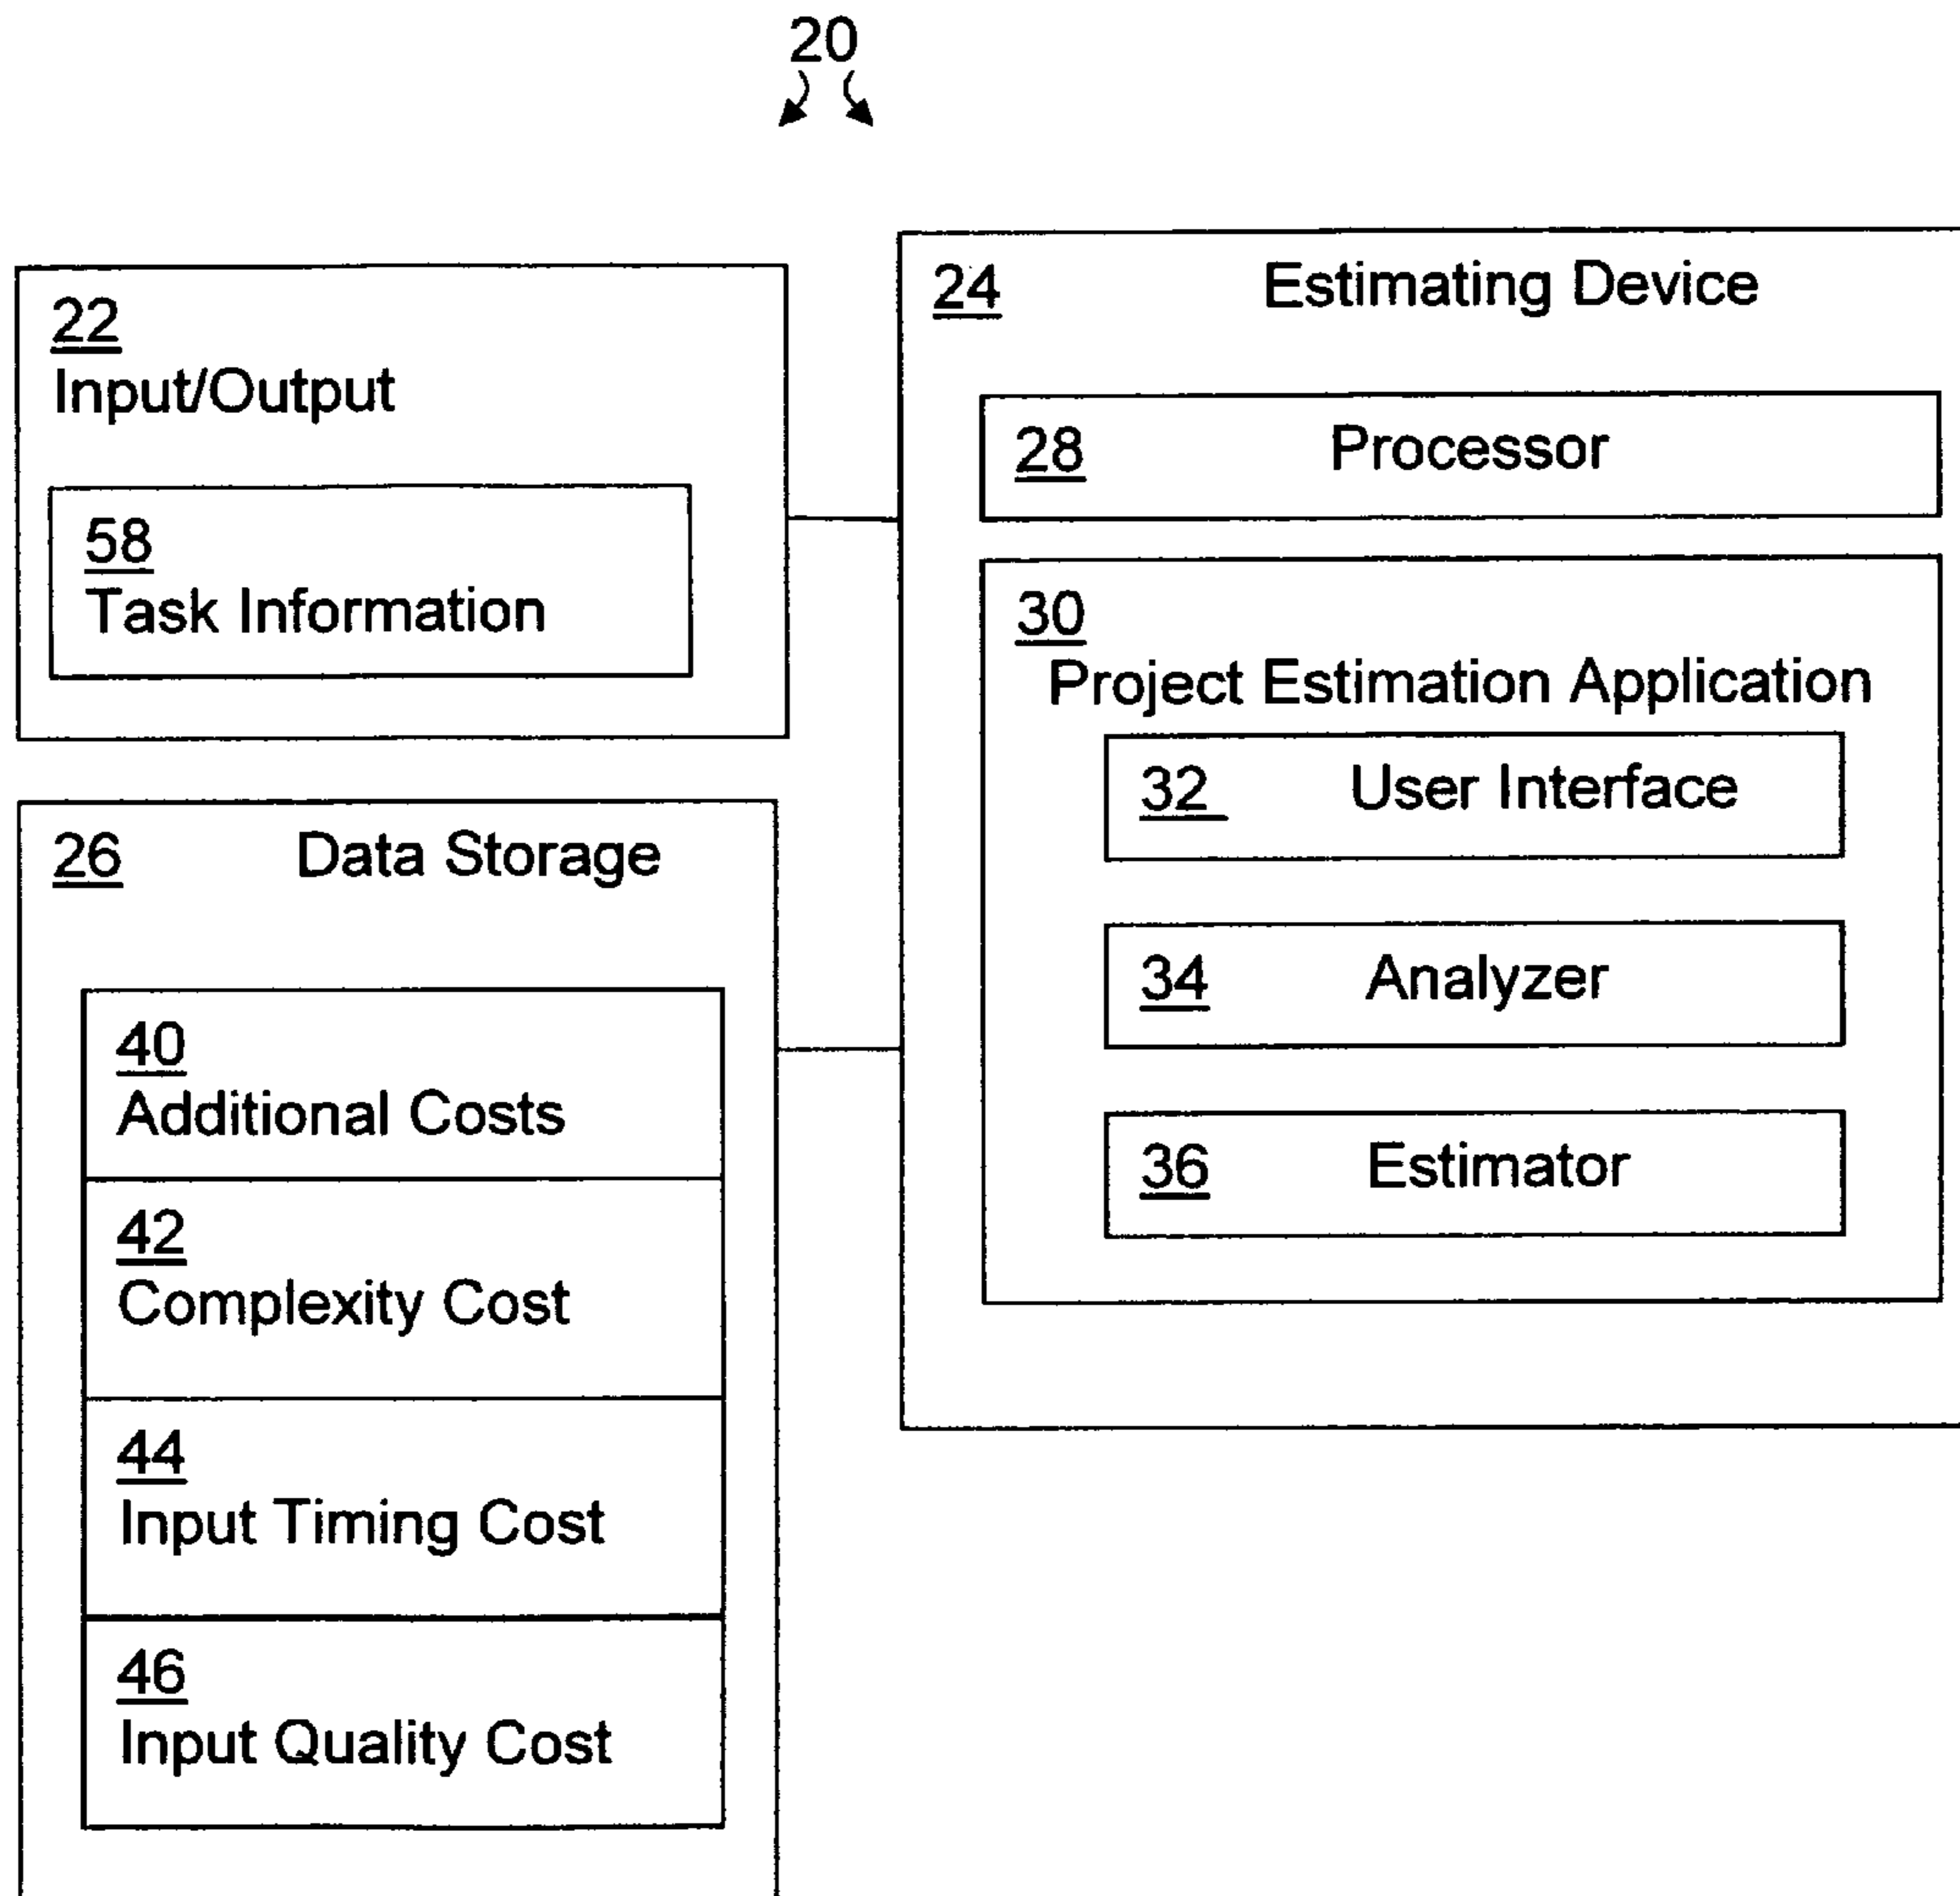 20
22
Input/Output
58
Task Information
24 Estimating Device
28 Processor
30
Project Estimation Application
32 User Interface
34 Analyzer
36 Estimator
26 Data Storage
40
Additional Costs
42
Complexity Cost
44
Input Timing Cost
46
Input Quality Cost